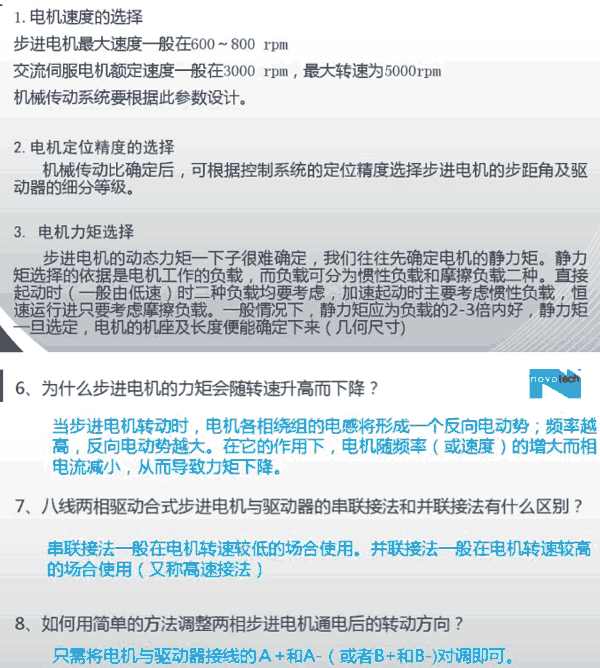 1.电机速度的选择
步进电机最大速度一般在600～800 rpm
交流伺服电机额定速度一般在3000 rpm，最大转速为5000rpm
机械传动系统要根据此参数设计。
2.电机定位精度的选择
机械传动比确定后，可根据控制系统的定位精度选择步进电机的步距角及驱
动器的细分等级。
3. 电机力矩选择
步进电机的动态力矩一下子很难确定，我们往往先确定电机的静力矩。静力
矩选择的依据是电机工作的负载，而负载可分为惯性负载和摩擦负载二种。直接
起动时（一般由低速）时二种负载均要考虑，加速起动时主要考虑惯性负载，恒
速运行进只要考虑摩擦负载。一般情况下，静力矩应为负载的2-3倍内好，静力矩
一旦选定，电机的机座及长度便能确定下来（几何尺寸）
novotech
6、为什么步进电机的力矩会随转速升高而下降？
当步进电机转动时，电机各相绕组的电感将形成一个反向电动势；频率越
高，反向电动势越大。在它的作用下，电机随频率（或速度）的增大而相
电流减小，从而导致力矩下降。
7、八线两相驱动合式步进电机与驱动器的串联接法和并联接法有什么区别？
串联接法一般在电机转速较低的场合使用。并联接法一般在电机转速较高
的场合使用（又称高速接法）
8、如何用简单的方法调整两相步进电机通电后的转动方向？
只需将电机与驱动器接线的A+和A-（或者B+和B-)对调即可。